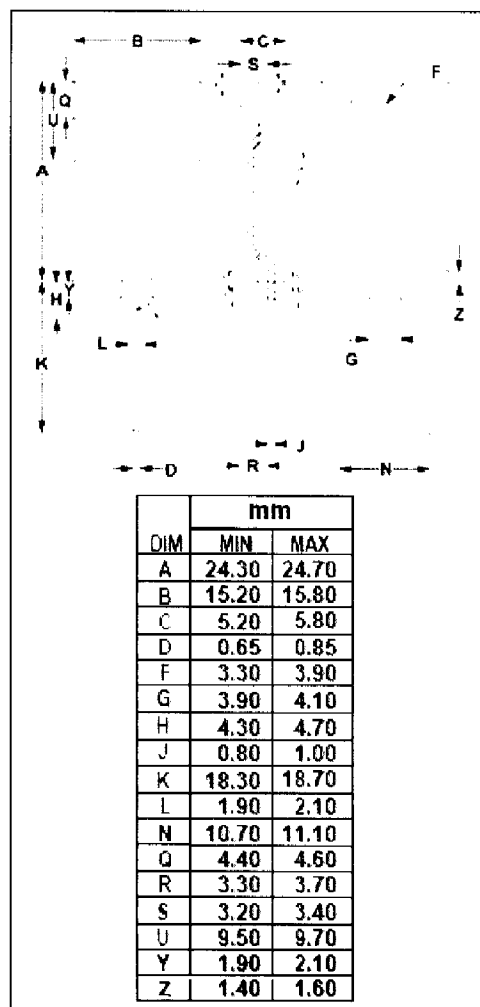 B C
S F
Q
U
A
Y
H Z
L G
K
J
D R N
mm
DIM MIN MAX
A 24.30 24.70
B 15.20 15.80
C 5.20 5.80
D 0.65 0.85
F 3.30 3.90
G 3.90 4.10
H 4.30 4.70
J 0.80 1.00
K 18.30 18.70
L 1.90 2.10
N 10.70 11.10
Q 4.40 4.60
R 3.30 3.70
S 3.20 3.40
U 9.50 9.70
Y 1.90 2.10
Z 1.40 1.60